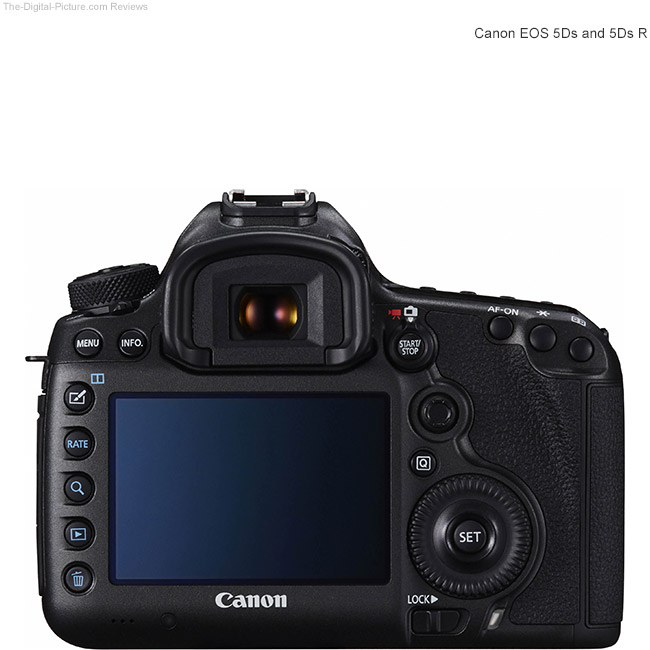 The-Digital-Picture.com Reviews
Canon EOS 5Ds and 5Ds R
AF-ON
MENU
INFO.
START/
STOP
RATE
Q
SET
Canon
LOCK